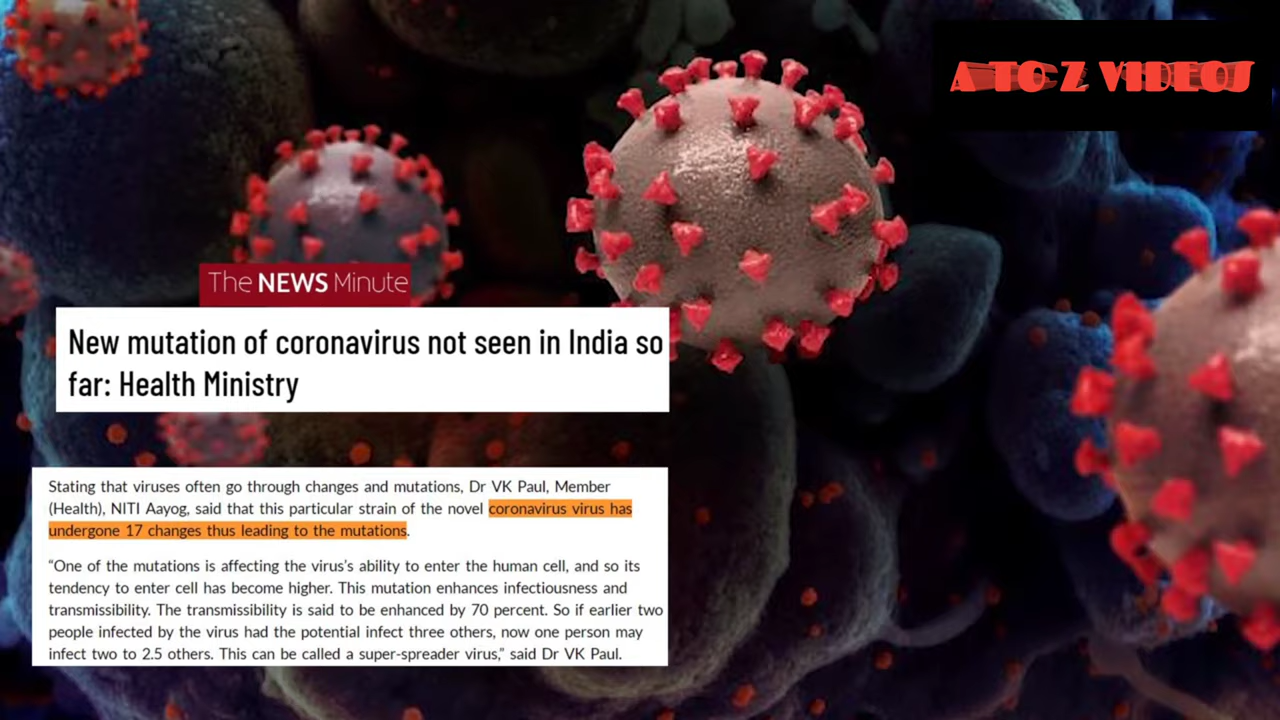 A TO Z VIDEOS
The NEWS Minute
New mutation of coronavirus not seen in India so
far: Health Ministry
Stating that viruses often go through changes and mutations, Dr VK Paul, Member
(Health), NITI Aayog, said that this particular strain of the novel coronavirus virus has
undergone 17 changes thus leading to the mutations.
“One of the mutations is affecting the virus’s ability to enter the human cell, and so its
tendency to enter cell has become higher. This mutation enhances infectiousness and
transmissibility. The transmissibility is said to be enhanced by 70 percent. So if earlier two
people infected by the virus had the potential infect three others, now one person may
infect two to 2.5 others. This can be called a super-spreader virus,” said Dr VK Paul.